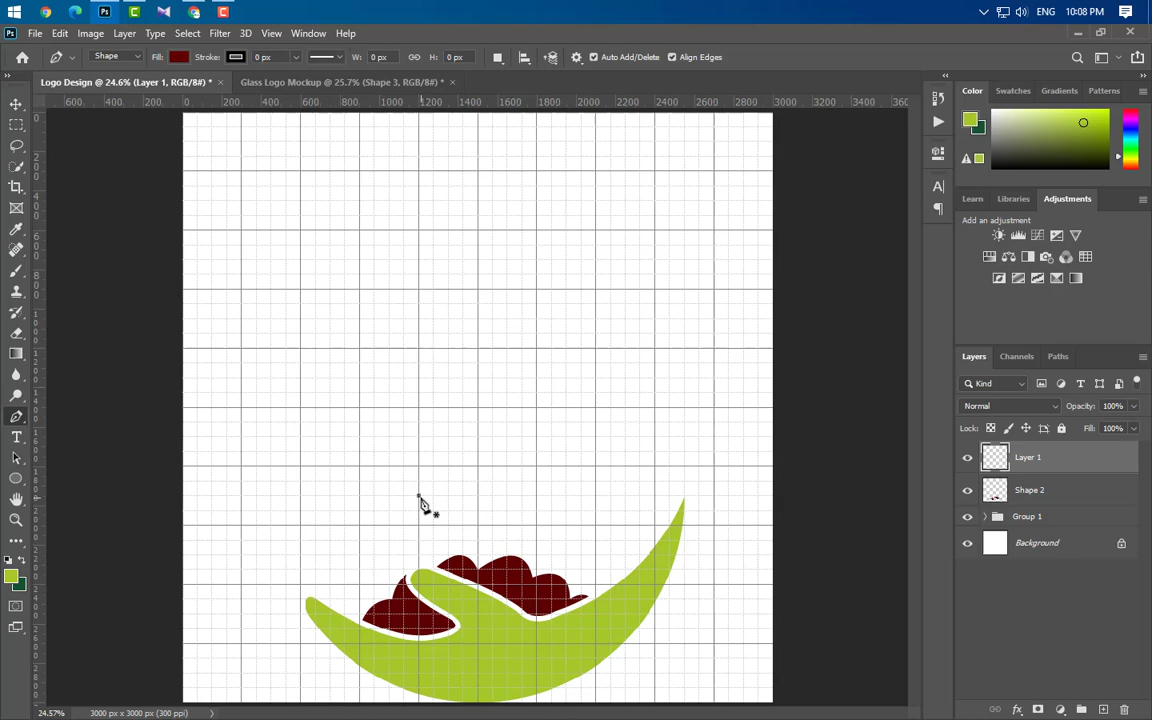 ENG 10:08 PM
Ps File Edit Image Layer Type Select Filter 3D View Window Help
Shape Fill: Stroke: 0 px W: 0 px H: 0 px Auto Add/Delete Align Edges
Logo Design @ 24.6% (Layer 1, RGB/8#) * × Glass Logo Mockup @ 25.7% (Shape 3, RGB/8#) * ×
600 400 200 0 200 400 600 800 1000 1200 1400 1600 1800 2000 2200 2400 2600 2800 3000 3200 3400 360
Color Swatches Gradients Patterns
Learn Libraries Adjustments
Add an adjustment
Layers Channels Paths
Kind
Normal Opacity: 100%
Lock: Fill: 100%
Layer 1
Shape 2
Group 1
Background
24.57% 3000 px x 3000 px (300 ppi)